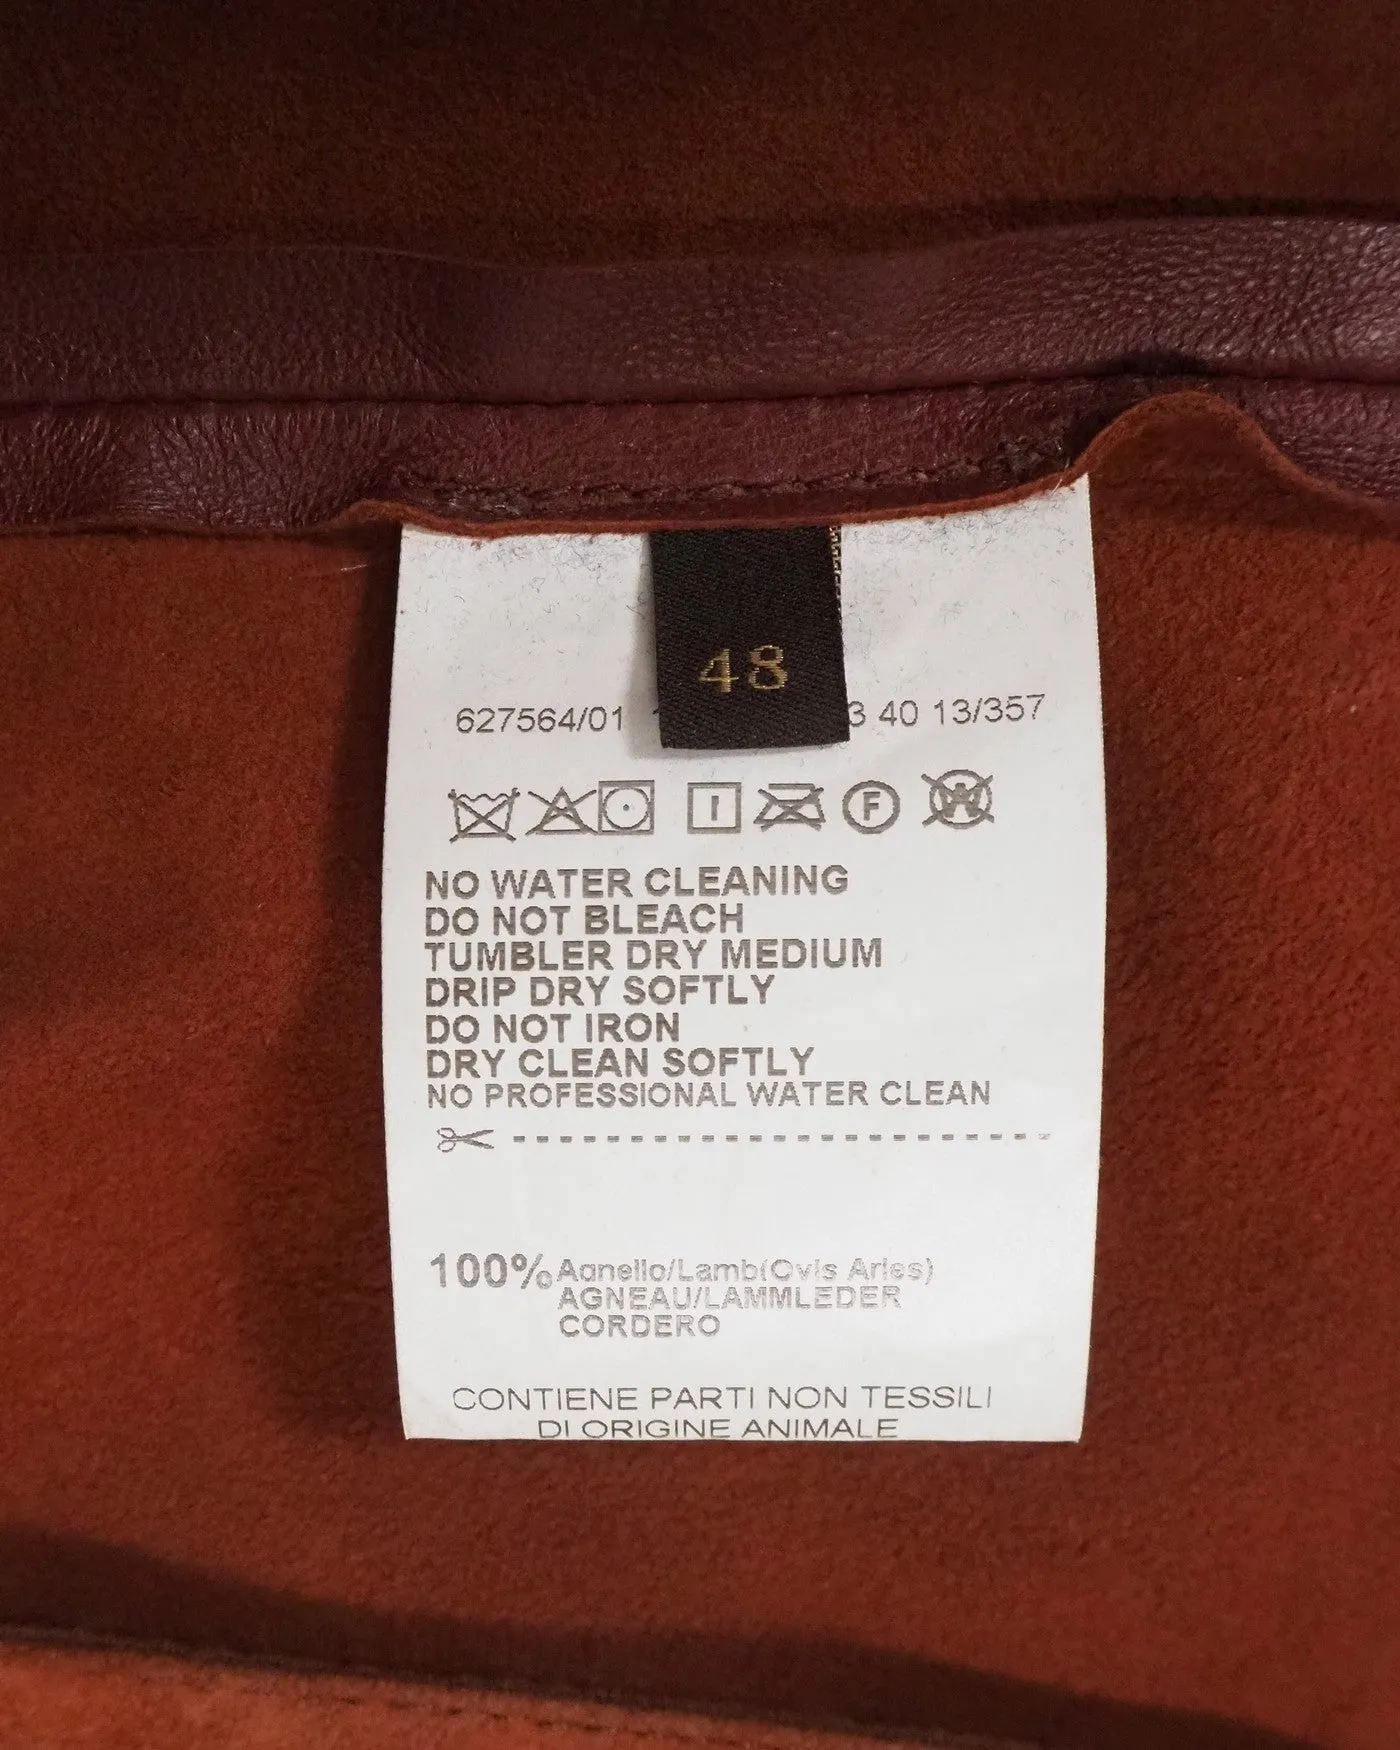 48
627564/01 3 40 13/357
F W
NO WATER CLEANING
DO NOT BLEACH
TUMBLER DRY MEDIUM
DRIP DRY SOFTLY
DO NOT IRON
DRY CLEAN SOFTLY
NO PROFESSIONAL WATER CLEAN
100% Agnello/Lamb(Ovis Aries)
AGNEAU/LAMMLEDER
CORDERO
CONTIENE PARTI NON TESSILI
DI ORIGINE ANIMALE